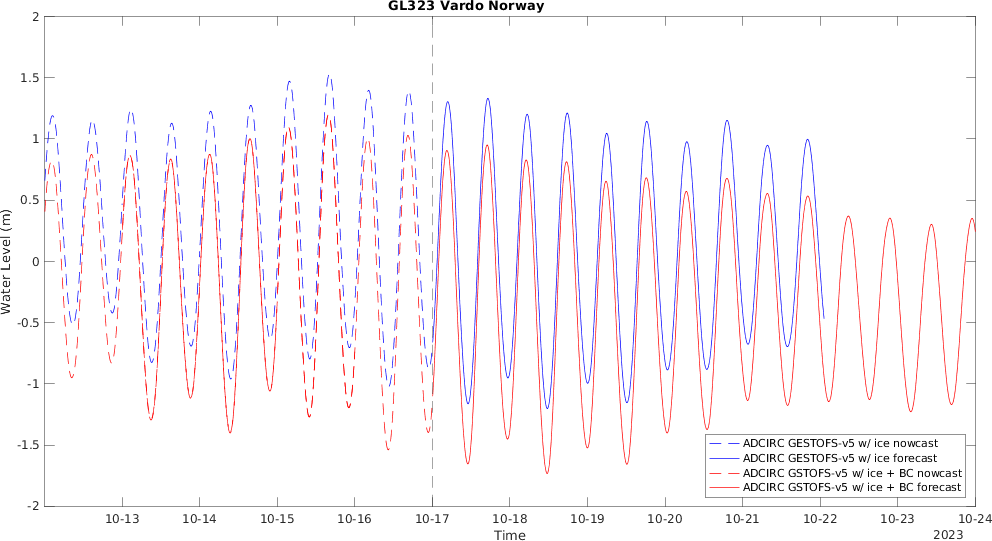 GL323 Vardo Norway
2
1.5
1
0.5
0
-0.5
-1
-1.5
-2
Water Level (m)
ADCIRC GESTOFS-v5 w/ ice nowcast
ADCIRC GESTOFS-v5 w/ ice forecast
ADCIRC GSTOFS-v5 w/ ice + BC nowcast
ADCIRC GSTOFS-v5 w/ ice + BC forecast
10-13 10-14 10-15 10-16 10-17 10-18 10-19 10-20 10-21 10-22 10-23 10-24
Time
2023